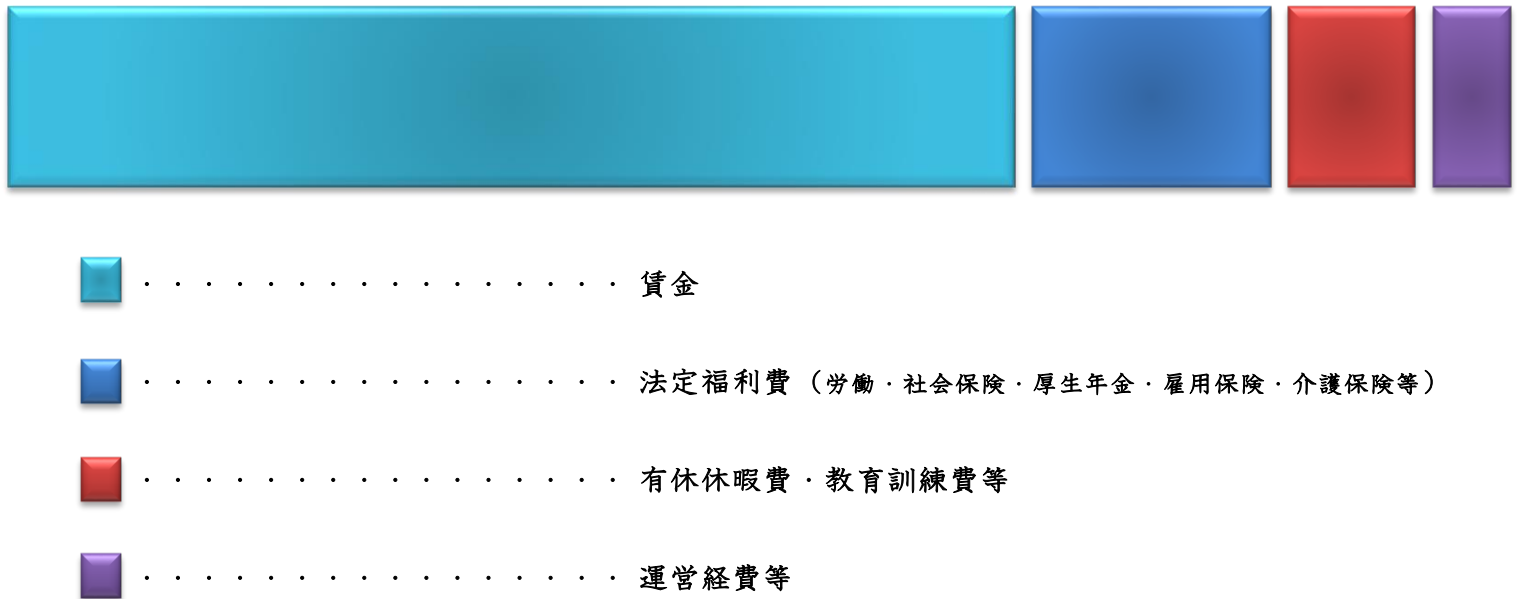 ・・・・・・・・・・・・・・・・賃金
・・・・・・・・・・・・・・・・法定福利費（労働・社会保険・厚生年金・雇用保険・介護保険等）
・・・・・・・・・・・・・・・・有休休暇費・教育訓練費等
・・・・・・・・・・・・・・・・運営経費等